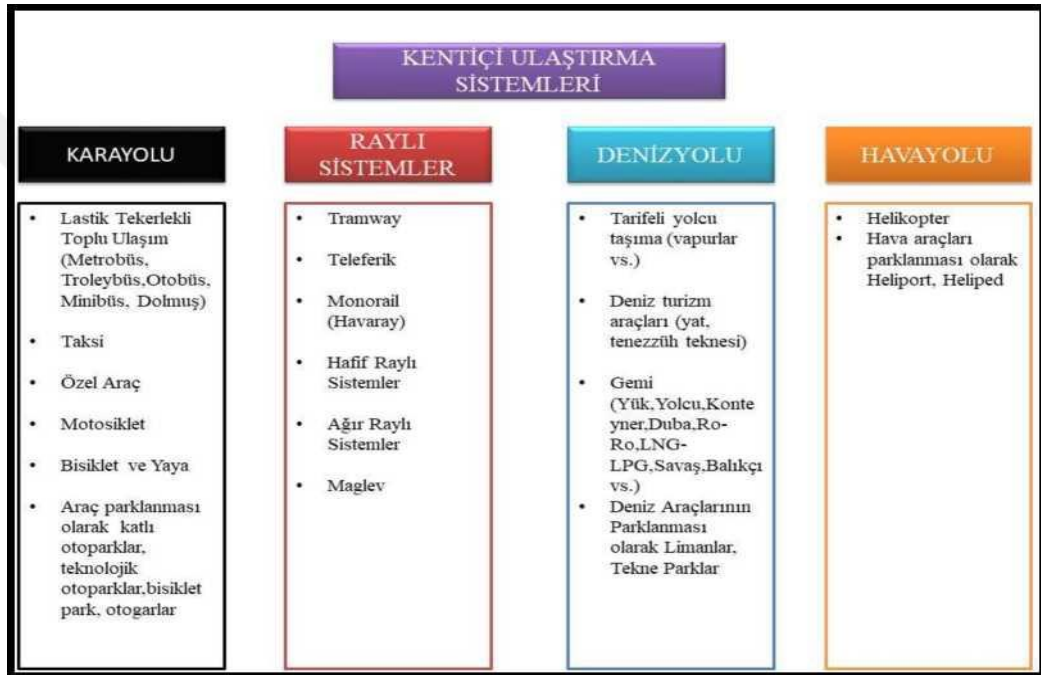 KENTİÇİ ULAŞTIRMA
SİSTEMLERİ
KARAYOLU
• Lastik Tekerlekli
Toplu Ulaşım
(Metrobüs,
Troleybüs,Otobüs,
Minibüs, Dolmuş)
• Taksi
• Özel Araç
• Motosiklet
• Bisiklet ve Yaya
• Araç parklanması
olarak katlı
otoparklar,
teknolojik
otoparklar,bisiklet
park, otogarlar
RAYLI
SİSTEMLER
• Tramway
• Teleferik
• Monorail
(Havaray)
• Hafif Raylı
Sistemler
• Ağır Raylı
Sistemler
• Maglev
DENİZYOLU
• Tarifeli yolcu
taşıma (vapurlar
vs.)
• Deniz turizm
araçları (yat,
tenezzüh teknesi)
• Gemi
(Yük,Yolcu,Konte
yner,Duba,Ro-
Ro,LNG-
LPG,Savaş,Balıkçı
vs.)
• Deniz Araçlarının
Parklanması
olarak Limanlar,
Tekne Parklar
HAVAYOLU
• Helikopter
• Hava araçları
parklanması olarak
Heliport, Heliped